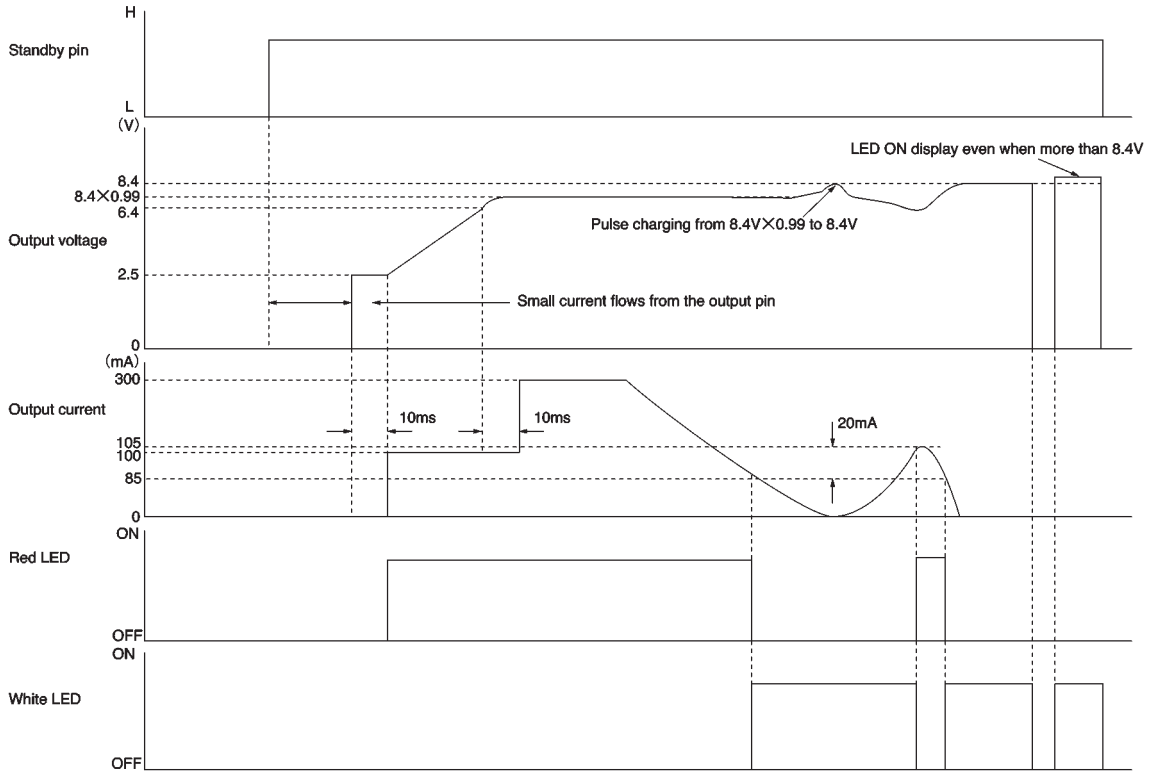 H
Standby pin
L
(V)
LED ON display even when more than 8.4V
8.4
8.4×0.99
6.4
Pulse charging from 8.4V×0.99 to 8.4V
Output voltage
2.5
Small current flows from the output pin
0
(mA)
300
Output current
10ms
10ms
20mA
105
100
85
0
ON
Red LED
OFF
ON
White LED
OFF